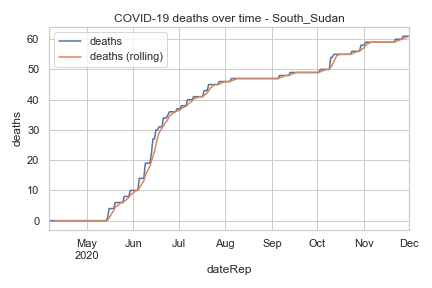 COVID-19 deaths over time - South_Sudan
deaths
deaths (rolling)
60
50
40
30
20
10
0
deaths
May
2020
Jun
Jul
Aug
Sep
Oct
Nov
Dec
dateRep